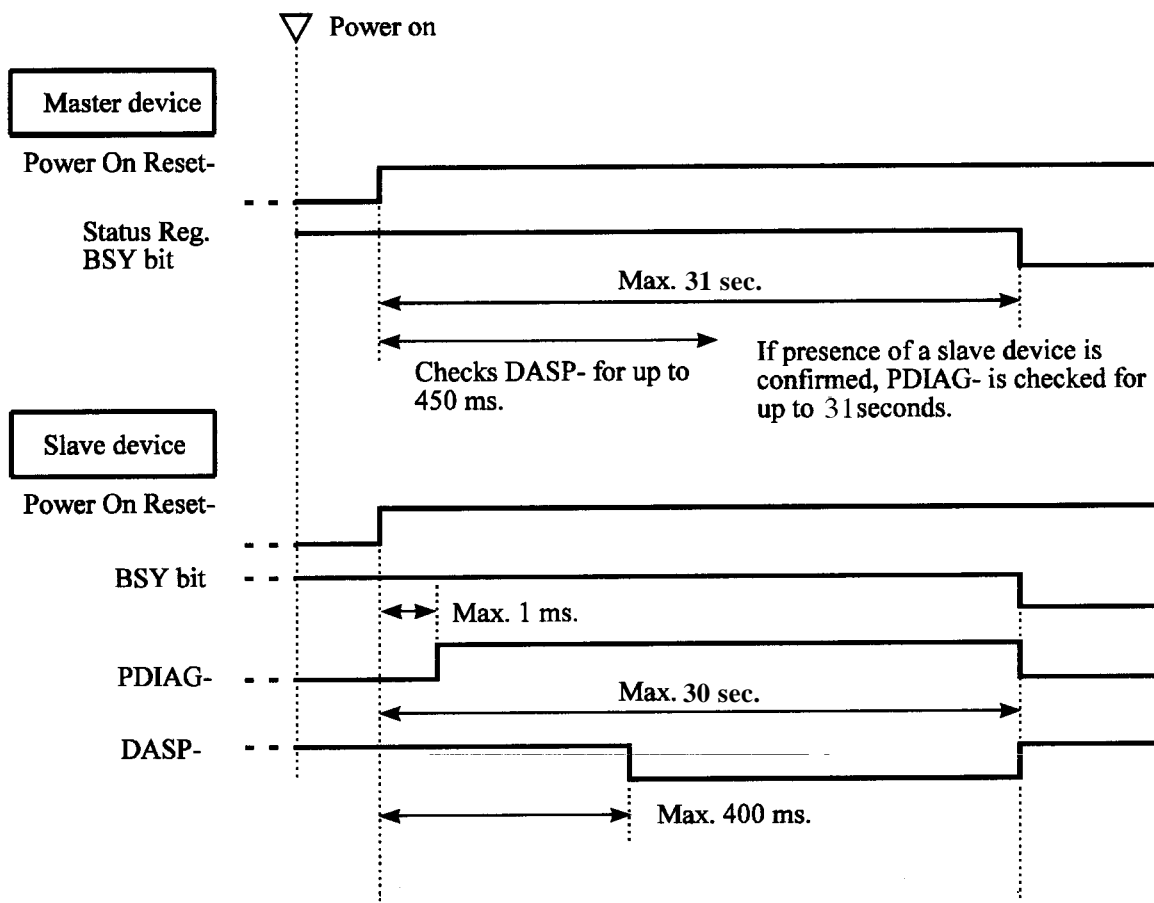 Power on
Master device
Power On Reset-
Status Reg.
BSY bit
Max. 31 sec.
Checks DASP- for up to
450 ms.
If presence of a slave device is
confirmed, PDIAG- is checked for
up to 31seconds.
Slave device
Power On Reset-
BSY bit
Max. 1 ms.
PDIAG-
Max. 30 sec.
DASP-
Max. 400 ms.